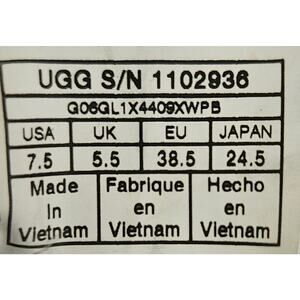 UGG S/N 1102936
G06GL1X4409XWPB
USA UK EU JAPAN
7.5 5.5 38.5 24.5
Made Fabrique Hecho
In en en
Vietnam Vietnam Vietnam